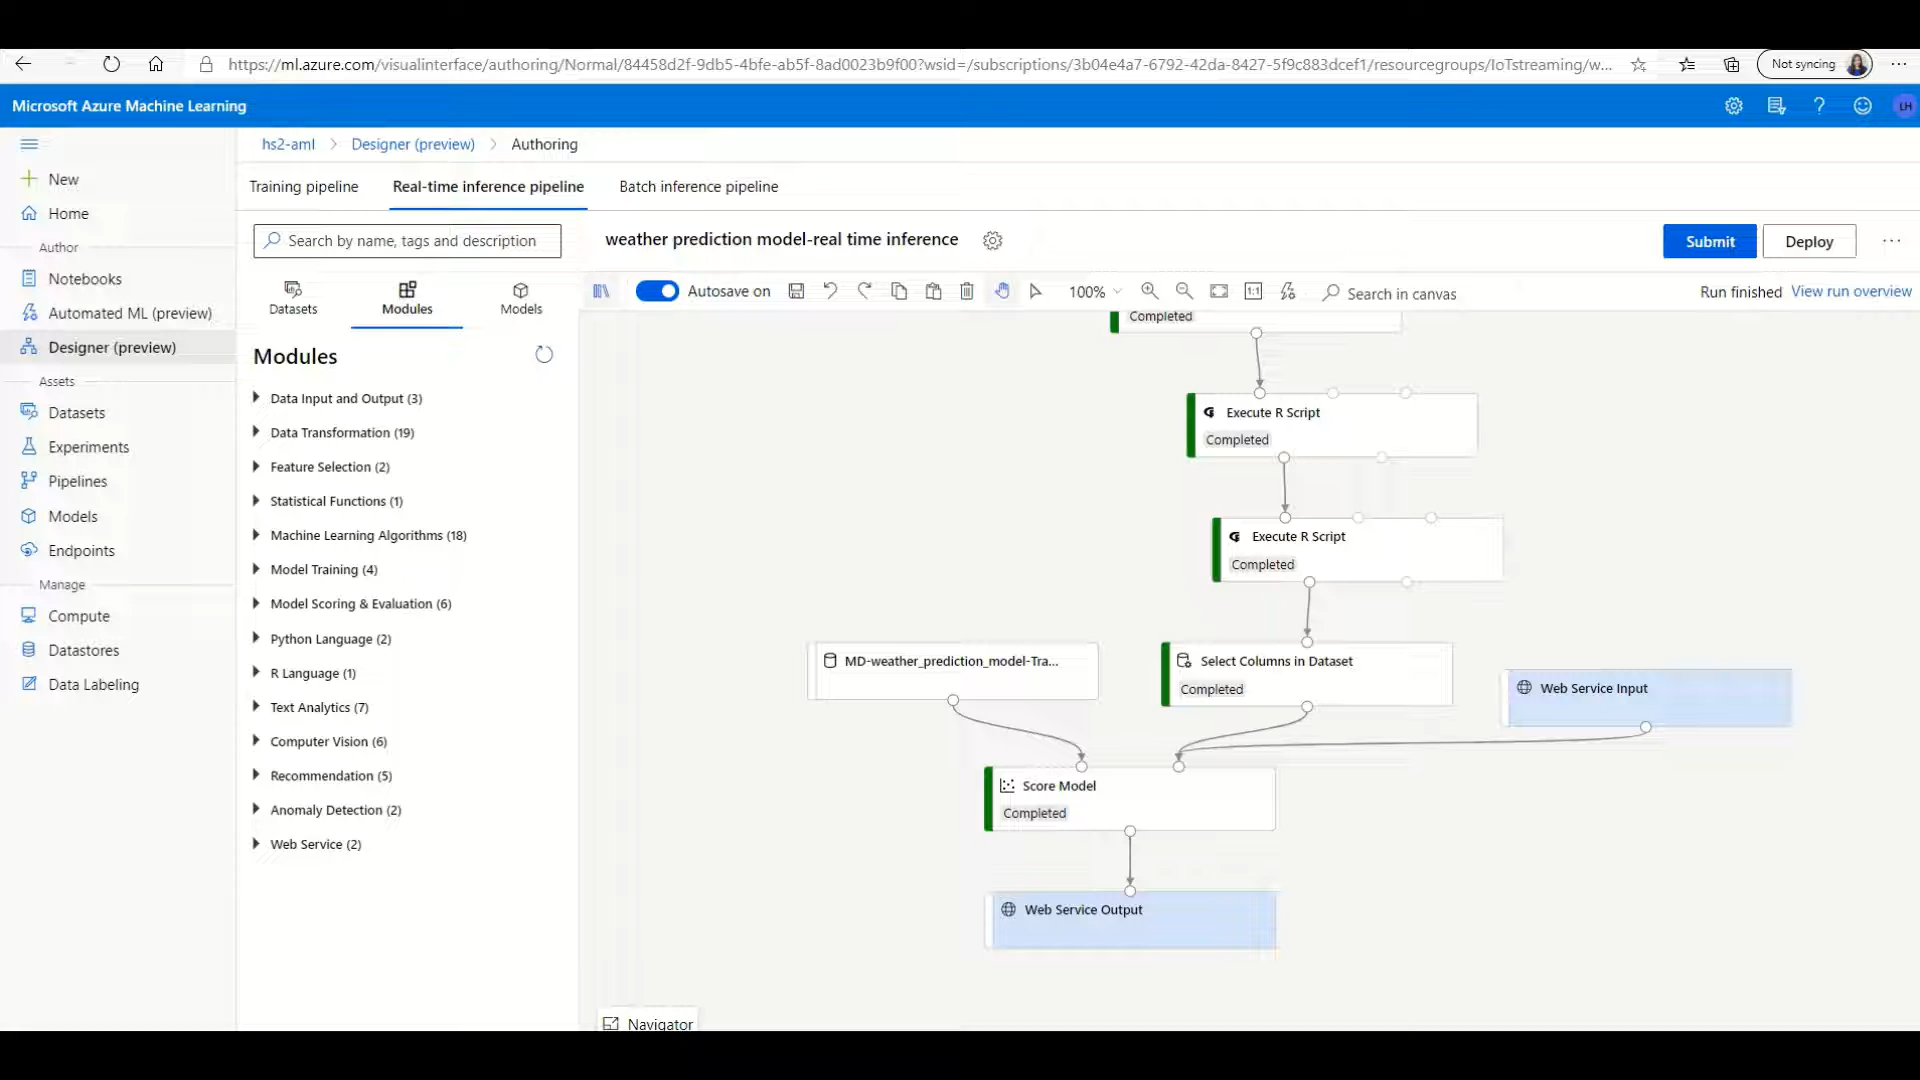 https://ml.azure.com/visualinterface/authoring/Normal/84458d2f-9db5-4bfe-ab5f-8ad0023b9f00?wsid=/subscriptions/3b04e4a7-6792-42da-8427-5f9c883dcef1/resourcegroups/IoTstreaming/w...
Not syncing
Microsoft Azure Machine Learning
LH
hs2-aml
Designer (preview)
Authoring
New
Home
Author
Notebooks
Automated ML (preview)
Designer (preview)
Assets
Datasets
Experiments
Pipelines
Models
Endpoints
Manage
Compute
Datastores
Data Labeling
Training pipeline
Real-time inference pipeline
Batch inference pipeline
Search by name, tags and description
weather prediction model-real time inference
Submit
Deploy
Datasets
Modules
Models
Autosave on
100%
1:1
Search in canvas
Run finished
View run overview
Modules
Data Input and Output (3)
Data Transformation (19)
Feature Selection (2)
Statistical Functions (1)
Machine Learning Algorithms (18)
Model Training (4)
Model Scoring & Evaluation (6)
Python Language (2)
R Language (1)
Text Analytics (7)
Computer Vision (6)
Recommendation (5)
Anomaly Detection (2)
Web Service (2)
Completed
Execute R Script
Completed
Execute R Script
Completed
MD-weather_prediction_model-Tra...
Select Columns in Dataset
Completed
Web Service Input
Score Model
Completed
Web Service Output
Navigator